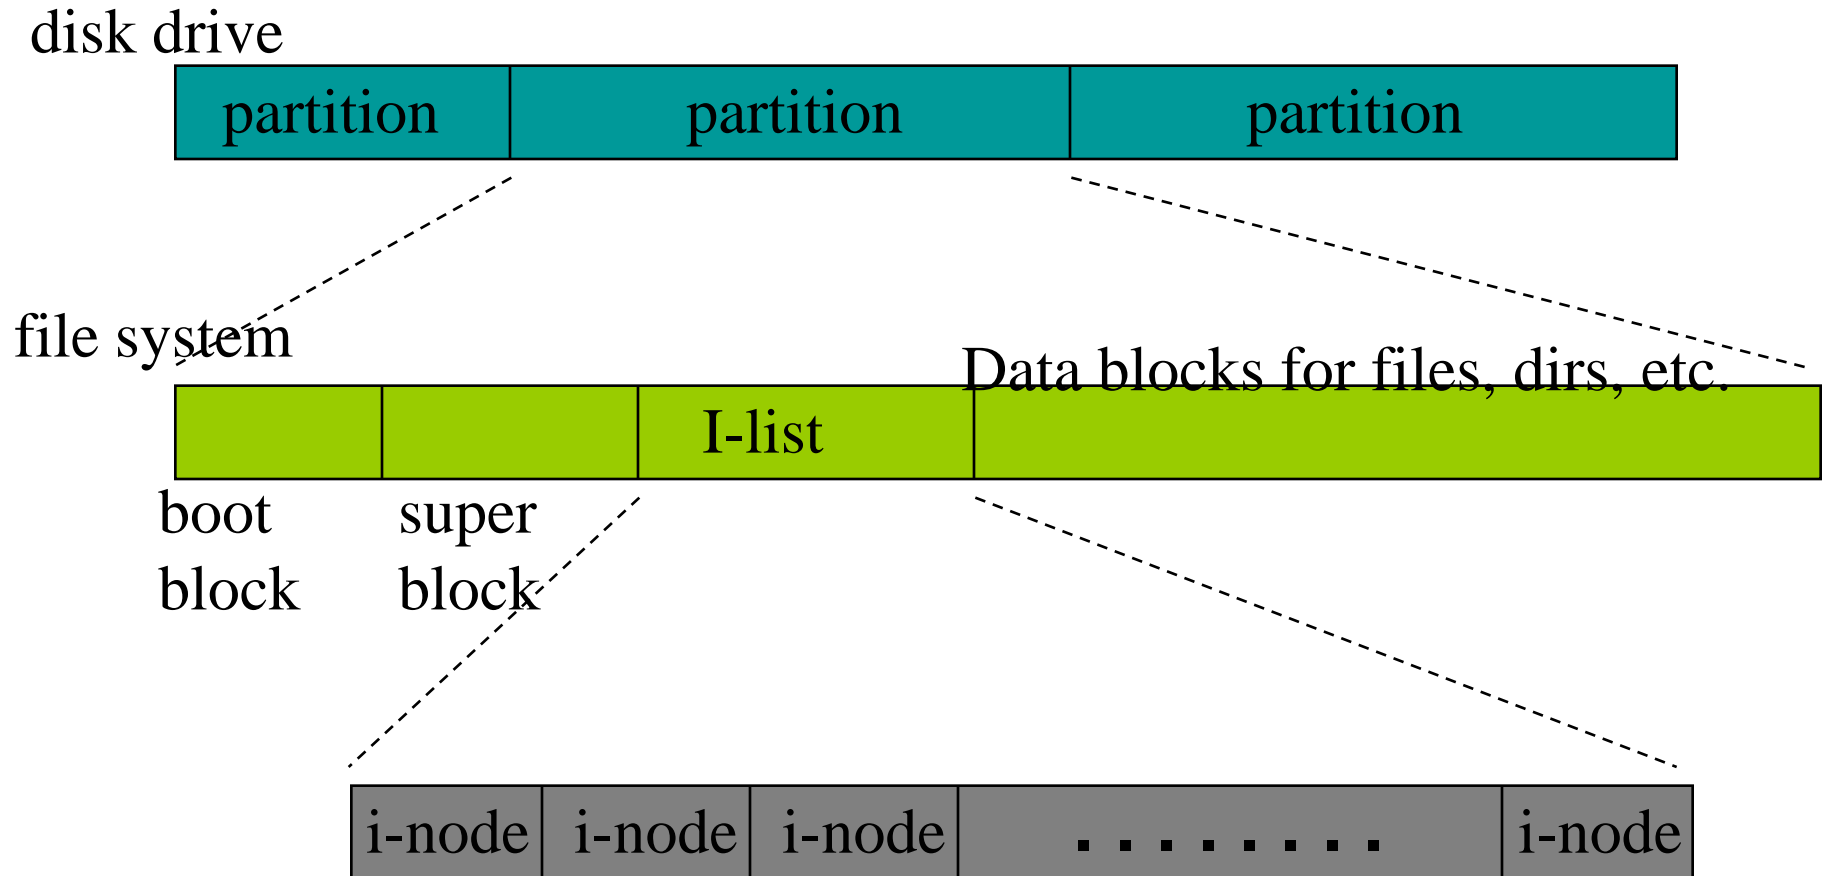 disk drive
partition partition partition
file system
Data blocks for files, dirs, etc.
I-list
boot super
block block
i-node i-node i-node ........ i-node